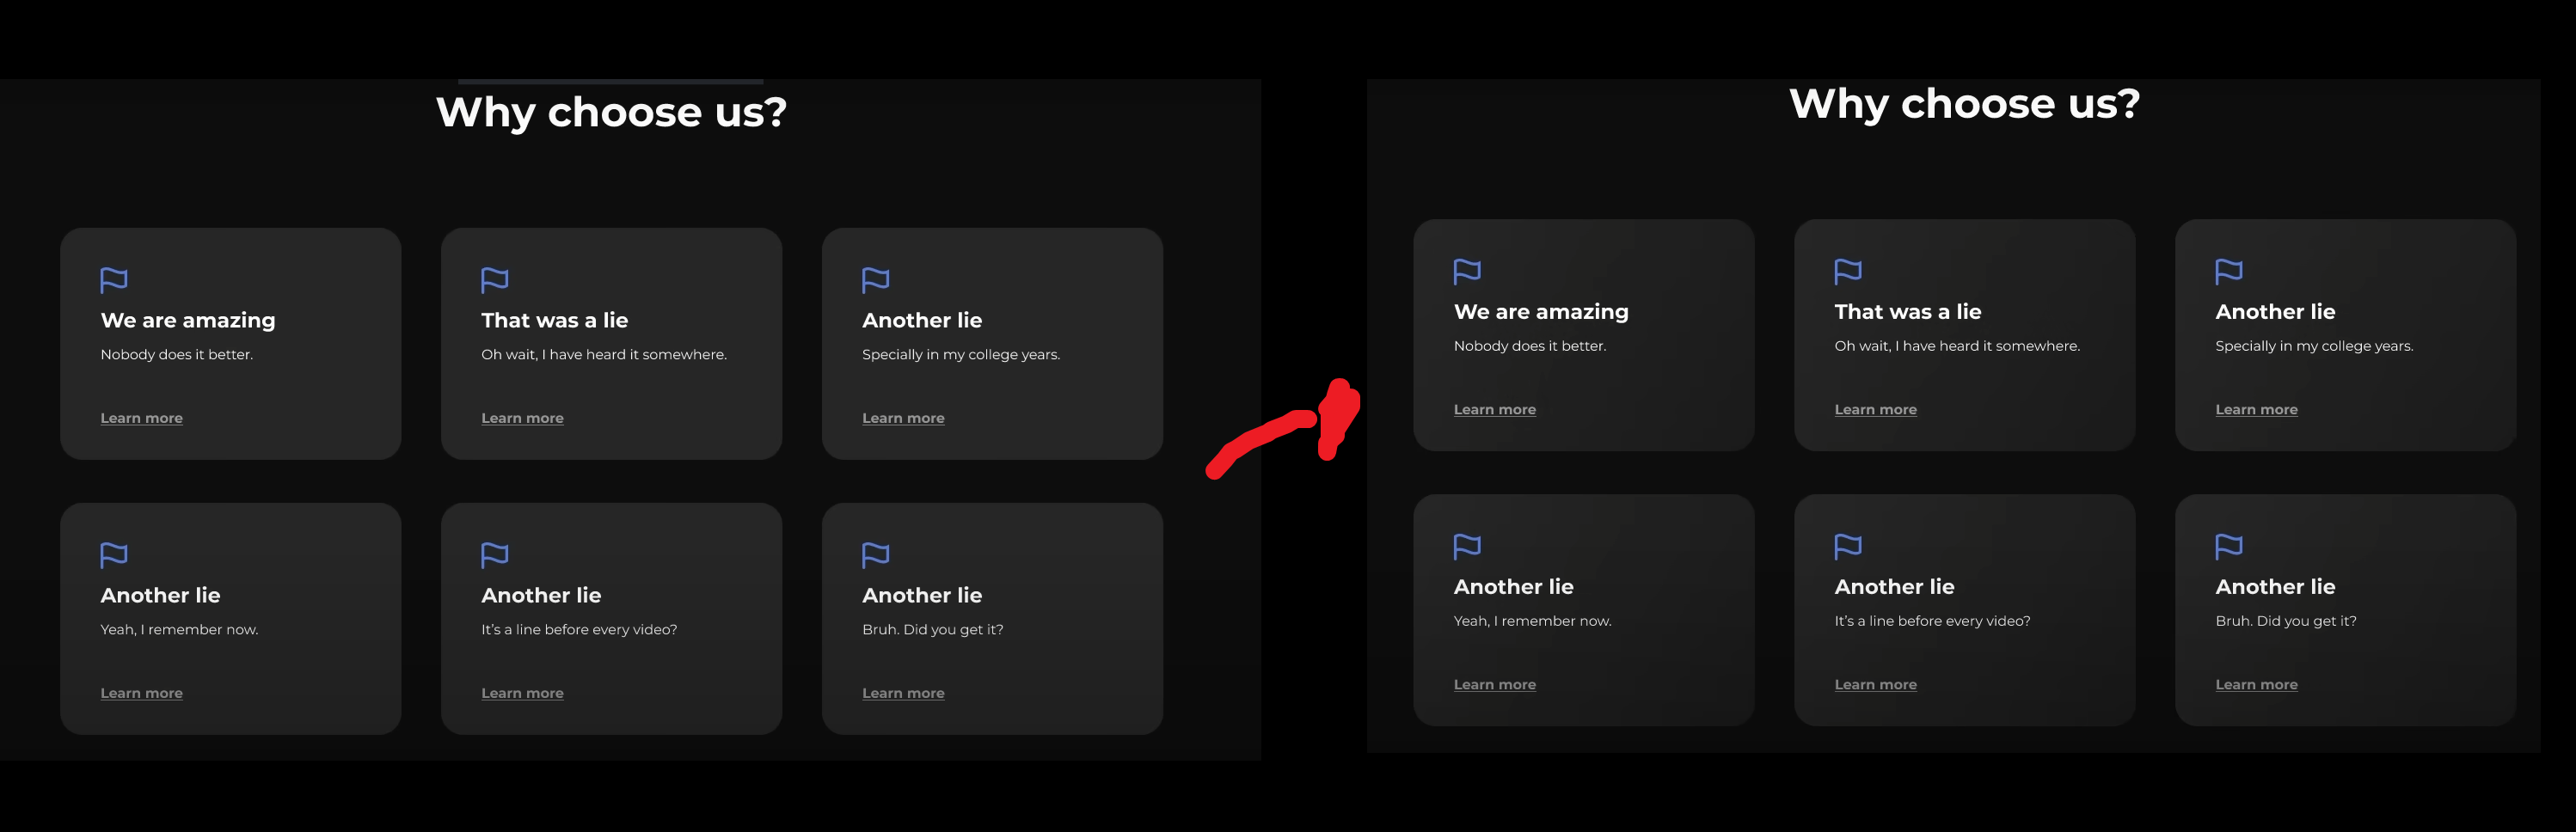 Why choose us?
We are amazing
Nobody does it better.
Learn more
That was a lie
Oh wait, I have heard it somewhere.
Learn more
Another lie
Specially in my college years.
Learn more
Another lie
Yeah, I remember now.
Learn more
Another lie
It’s a line before every video?
Learn more
Another lie
Bruh. Did you get it?
Learn more
Why choose us?
We are amazing
Nobody does it better.
Learn more
That was a lie
Oh wait, I have heard it somewhere.
Learn more
Another lie
Specially in my college years.
Learn more
Another lie
Yeah, I remember now.
Learn more
Another lie
It’s a line before every video?
Learn more
Another lie
Bruh. Did you get it?
Learn more